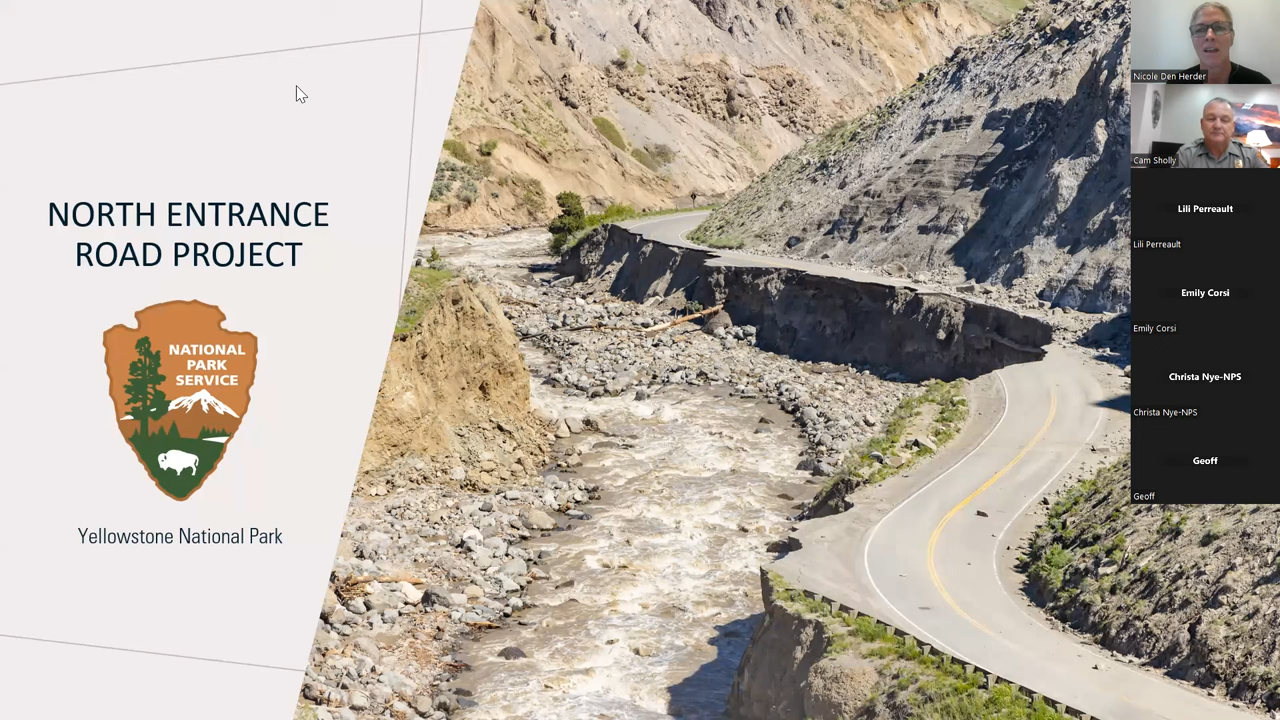 NORTH ENTRANCE
ROAD PROJECT
NATIONAL
PARK
SERVICE
Yellowstone National Park
Nicole Den Herder
Cam Sholly
Lili Perreault
Lili Perreault
Emily Corsi
Emily Corsi
Christa Nye-NPS
Christa Nye-NPS
Geoff
Geoff